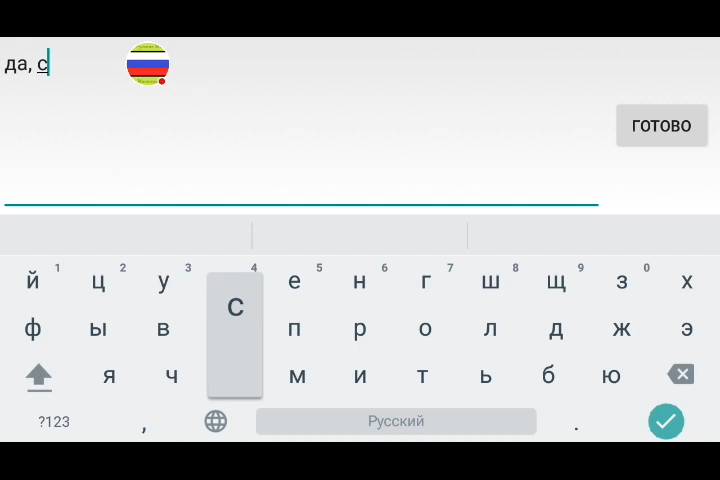 да, с
ГОТОВО
й 1 ц 2 у 3 4 е 5 н 6 г 7 ш 8 щ 9 з 0 х
с
ф ы в п р о л д ж э
я ч м и т ь б ю
?123 , Русский .